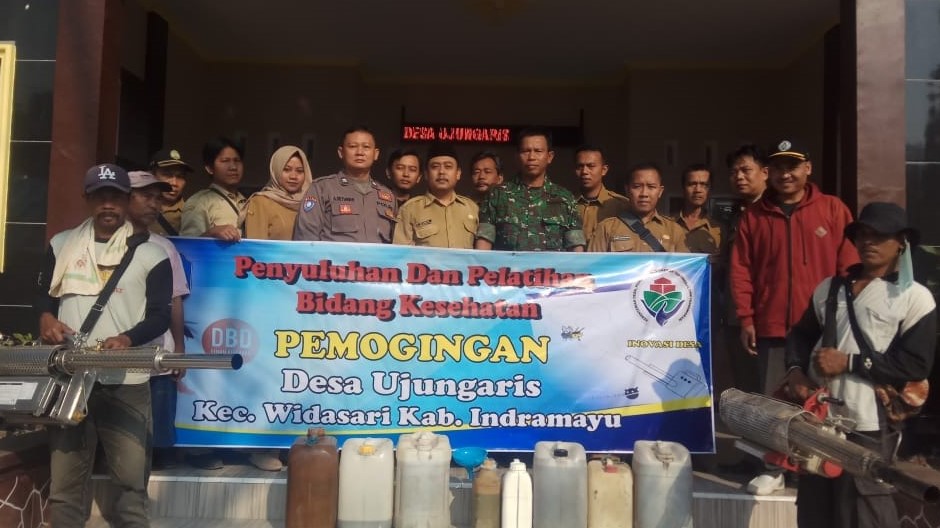 DESA UJUNGARIS
LA
Penyuluhan Dan Pelatihan
Bidang Kesehatan
DBD
PEMOGINGAN
INOVASI DESA
Desa Ujungaris
Kec. Widasari Kab. Indramayu